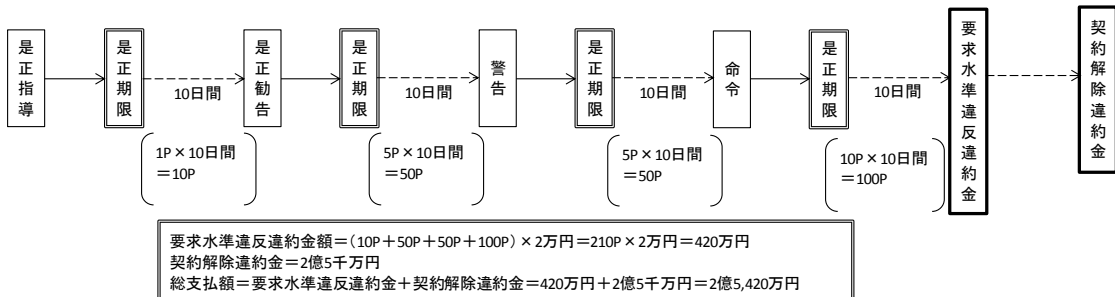 是正指導
是正期限
10日間
是正勧告
是正期限
10日間
警告
是正期限
10日間
命令
是正期限
10日間
要求水準違反違約金
契約解除違約金
1P×10日間
＝10P
5P×10日間
＝50P
5P×10日間
＝50P
10P×10日間
＝100P
要求水準違反違約金額＝(10P＋50P＋50P＋100P)×2万円＝210P×2万円＝420万円
契約解除違約金＝2億5千万円
総支払額＝要求水準違反違約金＋契約解除違約金＝420万円＋2億5千万円＝2億5,420万円